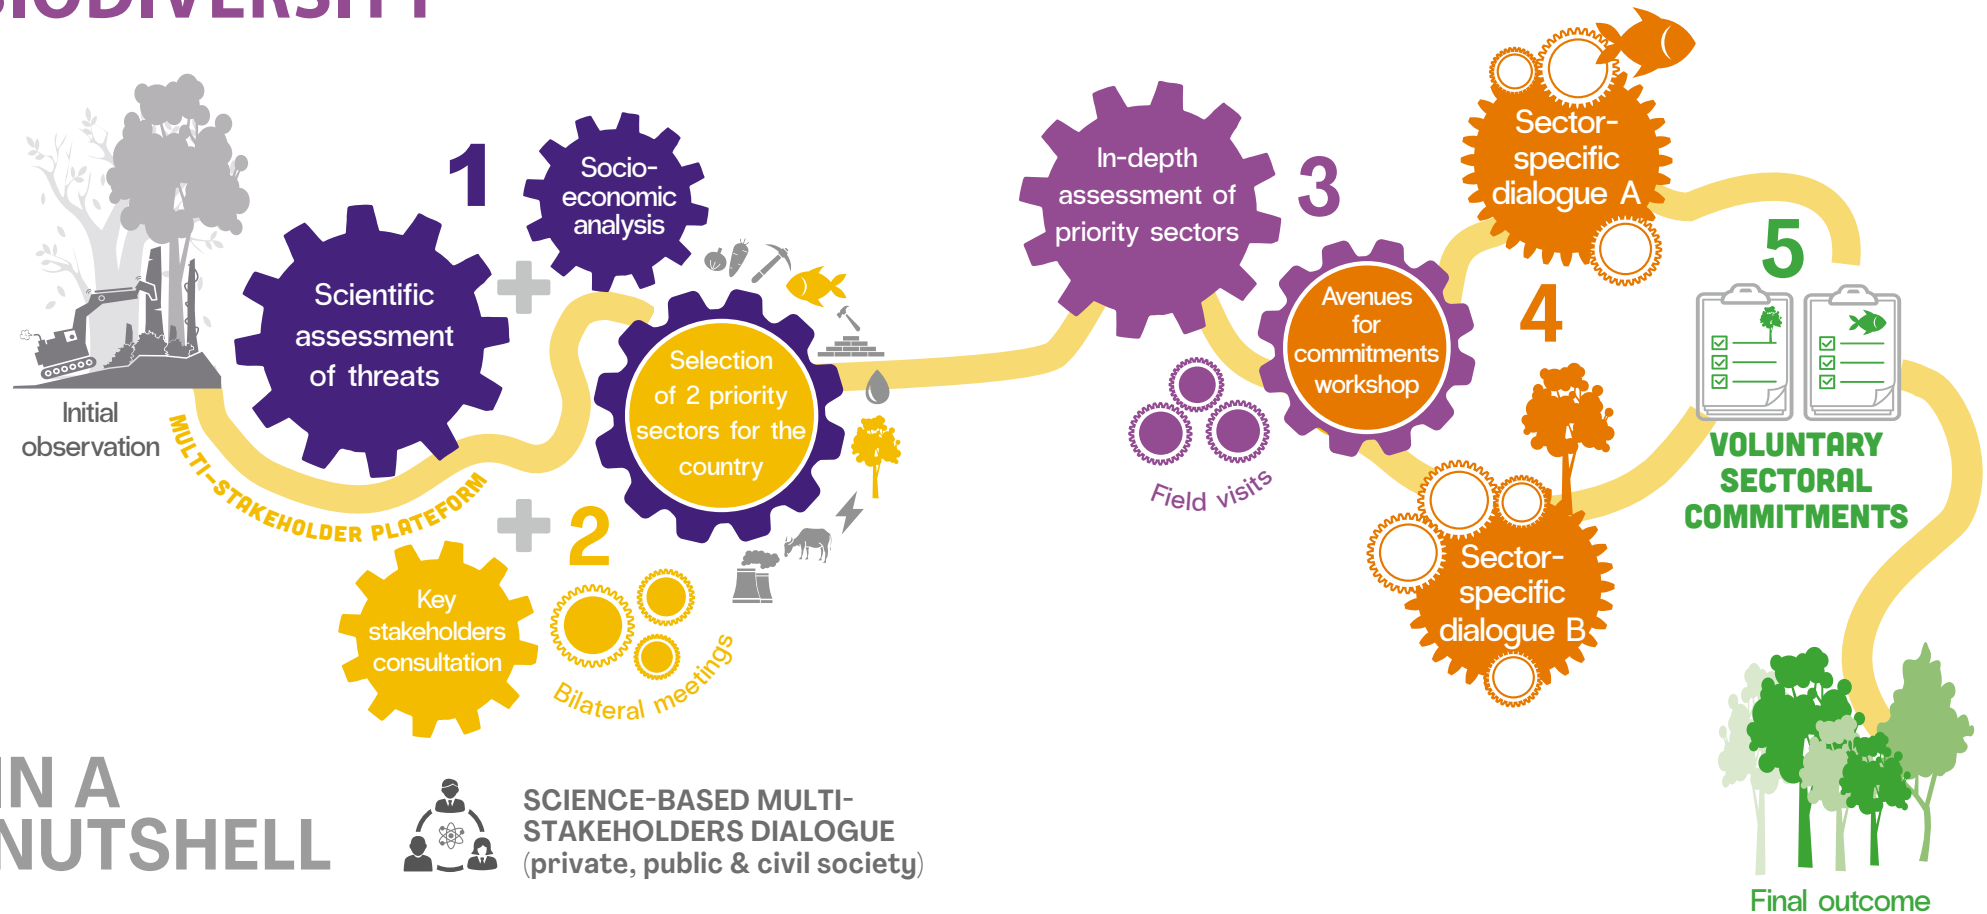 BIODIVERSITY
Initial
observation
MULTI-STAKEHOLDER PLATEFORM
1
Scientific
assessment
of threats
Socio-
economic
analysis
2
Key
stakeholders
consultation
Bilateral meetings
Selection
of 2 priority
sectors for the
country
In-depth
assessment of
priority sectors
3
Field visits
Avenues
for
commitments
workshop
4
Sector-
specific
dialogue A
Sector-
specific
dialogue B
5
VOLUNTARY
SECTORAL
COMMITMENTS
Final outcome
IN A
NUTSHELL
SCIENCE-BASED MULTI-
STAKEHOLDERS DIALOGUE
(private, public & civil society)